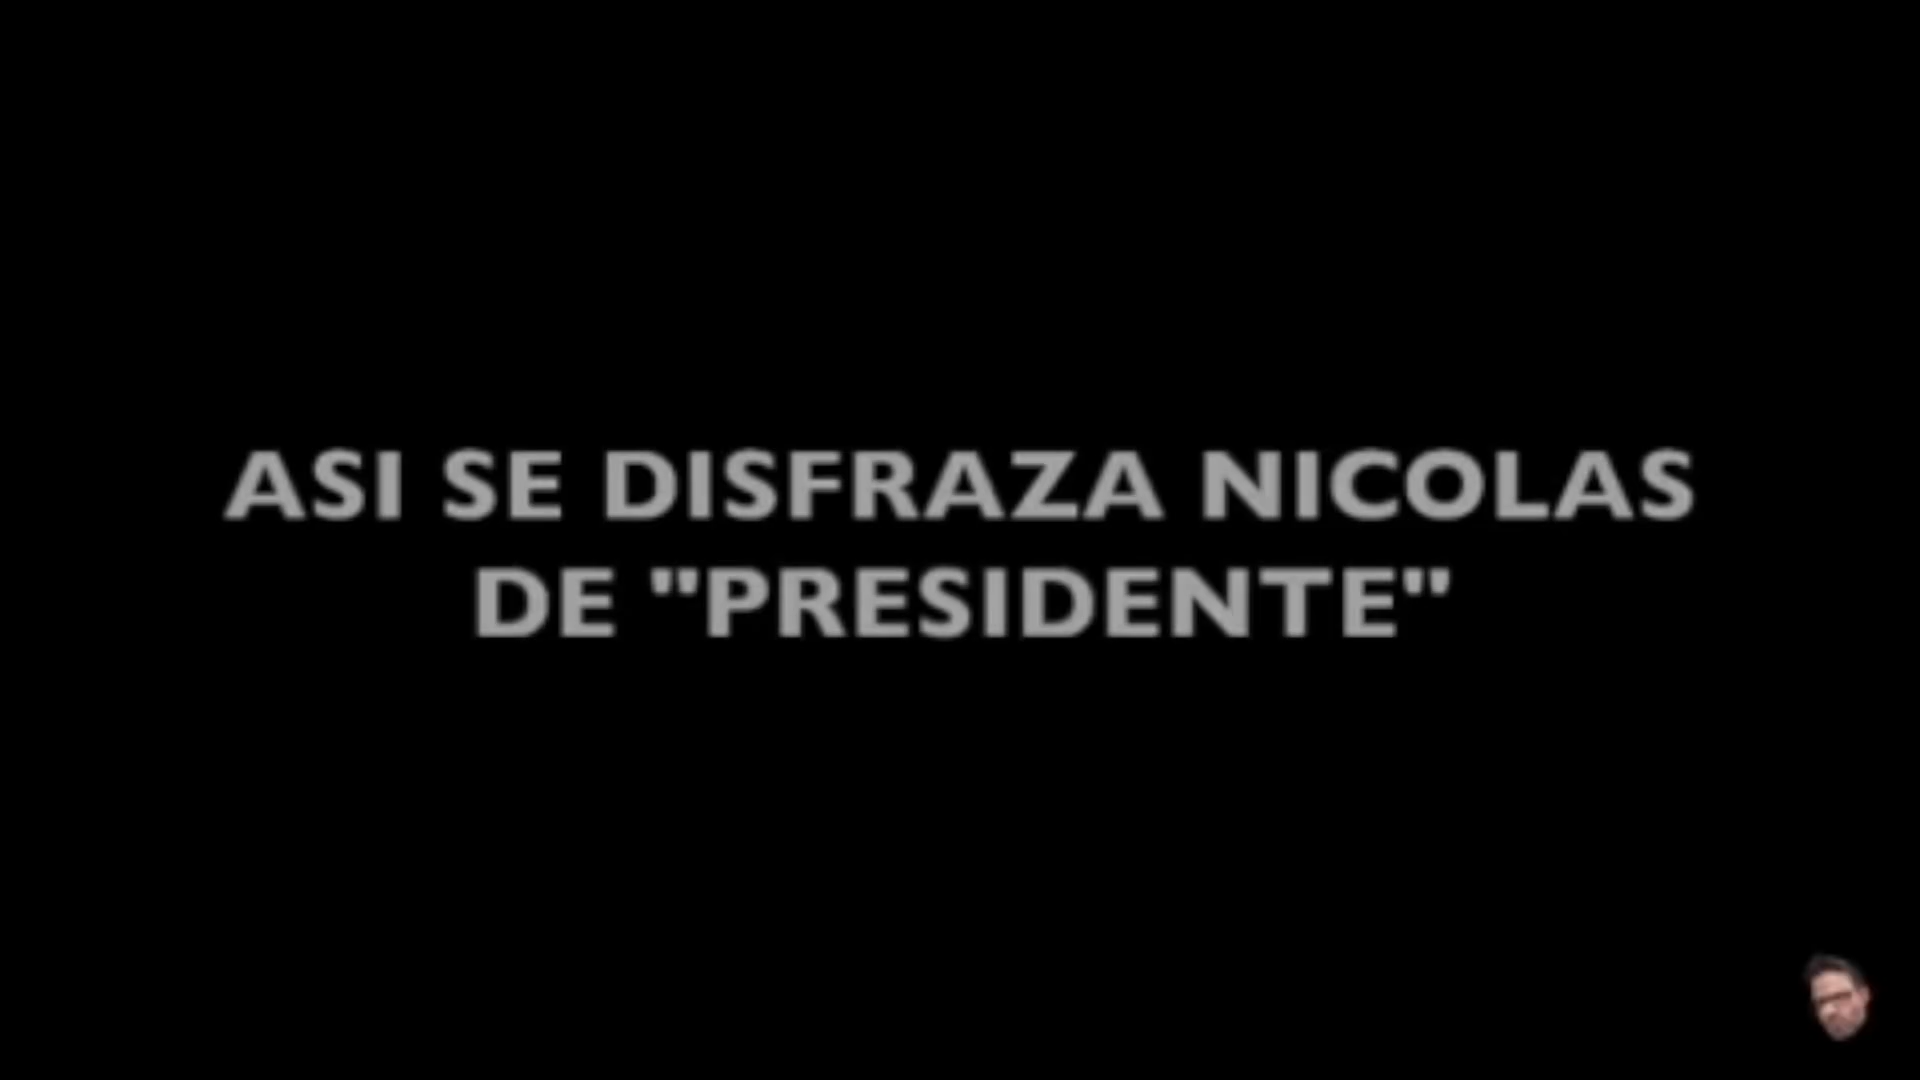 ASI SE DISFRAZA NICOLAS
DE "PRESIDENTE"